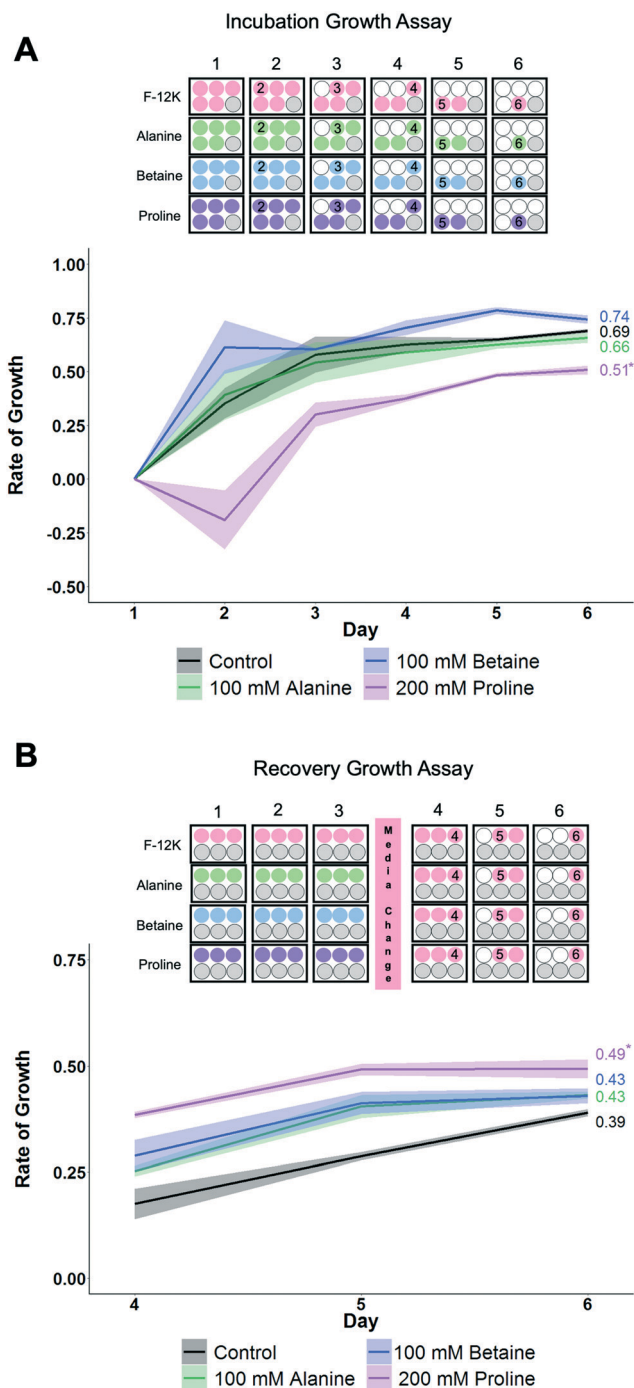 A
Incubation Growth Assay
1 2 3 4 5 6
F-12K 2 3 4 5 6
Alanine 2 3 4 5 6
Betaine 2 3 4 5 6
Proline 2 3 4 5 6
Rate of Growth
1.00
0.75
0.50
0.25
0.00
-0.25
-0.50
0.74
0.69
0.66
0.51*
1 2 3 4 5 6
Day
Control 100 mM Betaine
100 mM Alanine 200 mM Proline
B
Recovery Growth Assay
1 2 3 4 5 6
Media Change
F-12K 4 5 6
Alanine 4 5 6
Betaine 4 5 6
Proline 4 5 6
Rate of Growth
0.75
0.50
0.25
0.00
0.49*
0.43
0.43
0.39
4 5 6
Day
Control 100 mM Betaine
100 mM Alanine 200 mM Proline